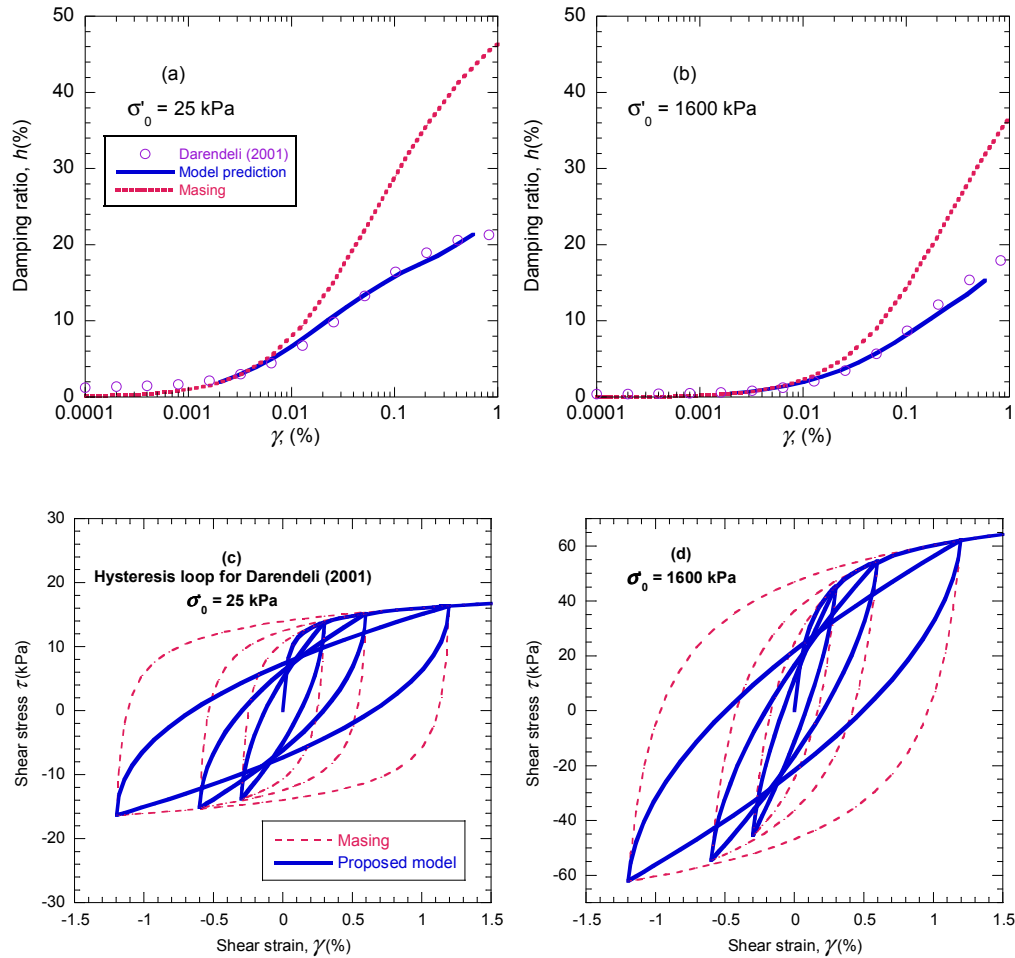 50
40
30
20
10
0
Damping ratio, h(%)
(a)
σ'0 = 25 kPa
Darendeli (2001)
Model prediction
Masing
0.0001 0.001 0.01 0.1 1
γ, (%)
50
40
30
20
10
0
Damping ratio, h(%)
(b)
σ'0 = 1600 kPa
0.0001 0.001 0.01 0.1 1
γ, (%)
30
20
10
0
-10
-20
-30
Shear stress τ(kPa)
(c)
Hysteresis loop for Darendeli (2001)
σ'0 = 25 kPa
Masing
Proposed model
-1.5 -1 -0.5 0 0.5 1 1.5
Shear strain, γ(%)
60
40
20
0
-20
-40
-60
Shear stress τ(kPa)
(d)
σ'0 = 1600 kPa
-1.5 -1 -0.5 0 0.5 1 1.5
Shear strain, γ(%)